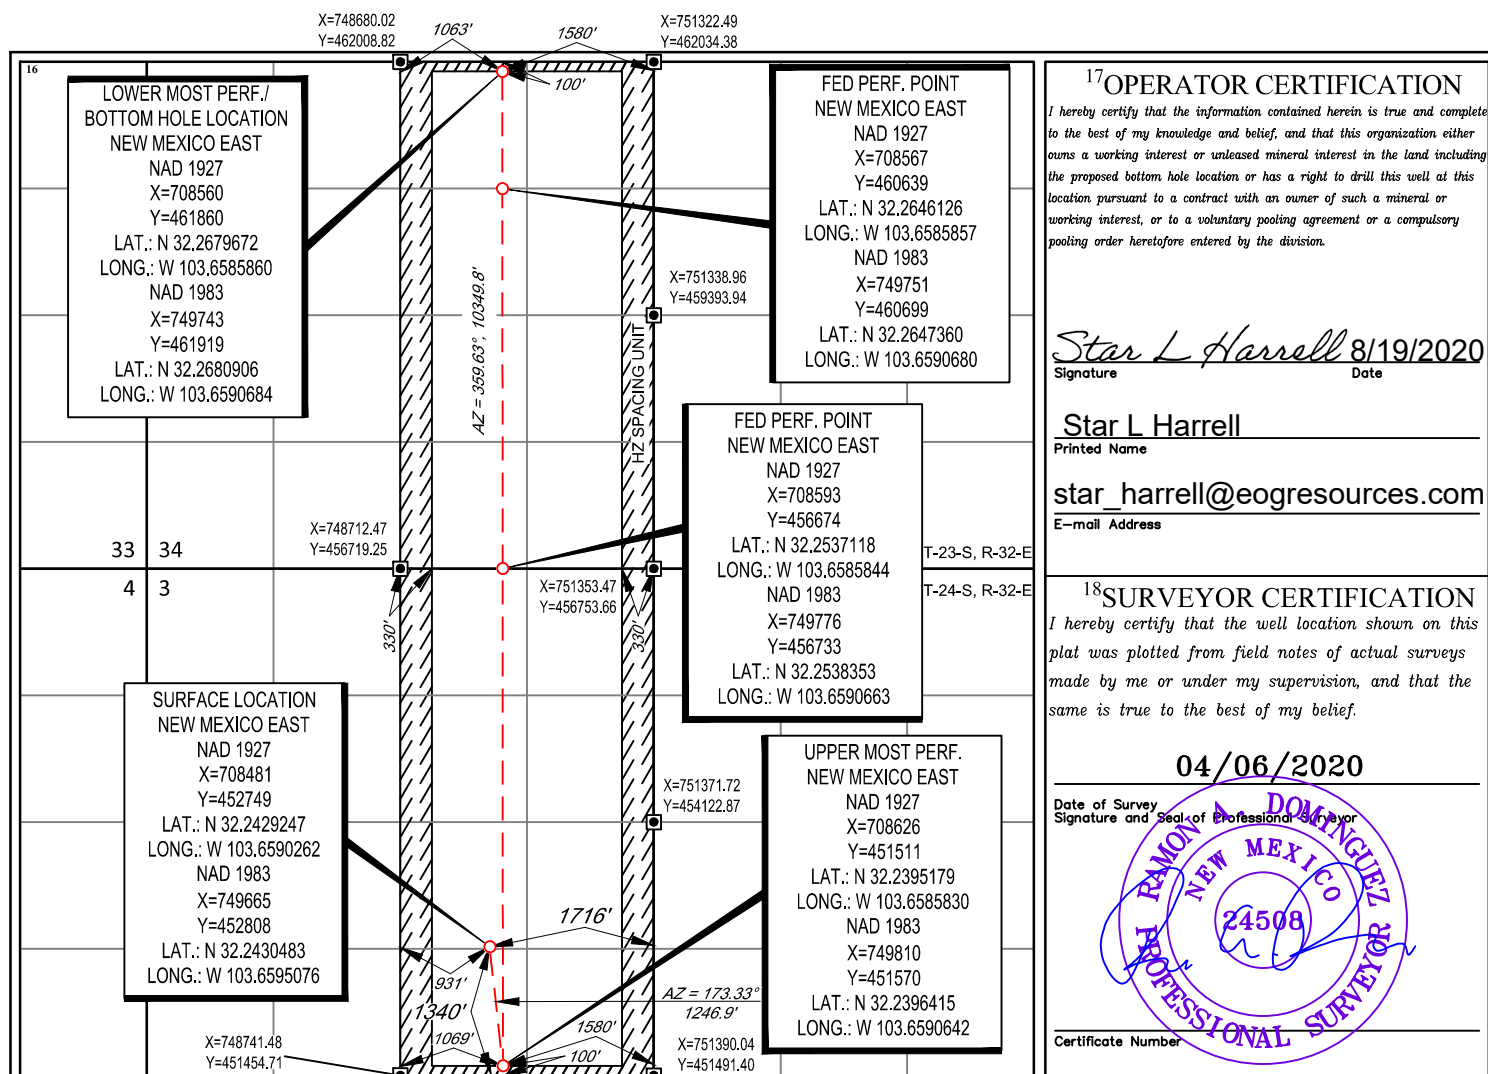 X=748680.02
Y=462008.82
1063'
1580'
X=751322.49
Y=462034.38
100'
16
LOWER MOST PERF./
BOTTOM HOLE LOCATION
NEW MEXICO EAST
NAD 1927
X=708560
Y=461860
LAT.: N 32.2679672
LONG.: W 103.6585860
NAD 1983
X=749743
Y=461919
LAT.: N 32.2680906
LONG.: W 103.6590684
FED PERF. POINT
NEW MEXICO EAST
NAD 1927
X=708567
Y=460639
LAT.: N 32.2646126
LONG.: W 103.6585857
NAD 1983
X=749751
Y=460699
LAT.: N 32.2647360
LONG.: W 103.6590680
X=751338.96
Y=459393.94
AZ = 359.63°, 10349.8'
HZ SPACING UNIT
FED PERF. POINT
NEW MEXICO EAST
NAD 1927
X=708593
Y=456674
LAT.: N 32.2537118
LONG.: W 103.6585844
NAD 1983
X=749776
Y=456733
LAT.: N 32.2538353
LONG.: W 103.6590663
X=748712.47
Y=456719.25
33 34
4 3
T-23-S, R-32-E
T-24-S, R-32-E
X=751353.47
Y=456753.66
330'
330'
SURFACE LOCATION
NEW MEXICO EAST
NAD 1927
X=708481
Y=452749
LAT.: N 32.2429247
LONG.: W 103.6590262
NAD 1983
X=749665
Y=452808
LAT.: N 32.2430483
LONG.: W 103.6595076
X=751371.72
Y=454122.87
UPPER MOST PERF.
NEW MEXICO EAST
NAD 1927
X=708626
Y=451511
LAT.: N 32.2395179
LONG.: W 103.6585830
NAD 1983
X=749810
Y=451570
LAT.: N 32.2396415
LONG.: W 103.6590642
1716'
931'
1340'
AZ = 173.33°
1246.9'
1069'
1580'
100'
X=748741.48
Y=451454.71
X=751390.04
Y=451491.40
17OPERATOR CERTIFICATION
I hereby certify that the information contained herein is true and complete
to the best of my knowledge and belief, and that this organization either
owns a working interest or unleased mineral interest in the land including
the proposed bottom hole location or has a right to drill this well at this
location pursuant to a contract with an owner of such a mineral or
working interest, or to a voluntary pooling agreement or a compulsory
pooling order heretofore entered by the division.
Star L Harrell 8/19/2020
Signature Date
Star L Harrell
Printed Name
star_harrell@eogresources.com
E-mail Address
18SURVEYOR CERTIFICATION
I hereby certify that the well location shown on this
plat was plotted from field notes of actual surveys
made by me or under my supervision, and that the
same is true to the best of my belief.
04/06/2020
Date of Survey
Signature and Seal of Professional Surveyor
RAMON A. DOMINGUEZ
NEW MEXICO
24508
PROFESSIONAL SURVEYOR
Certificate Number